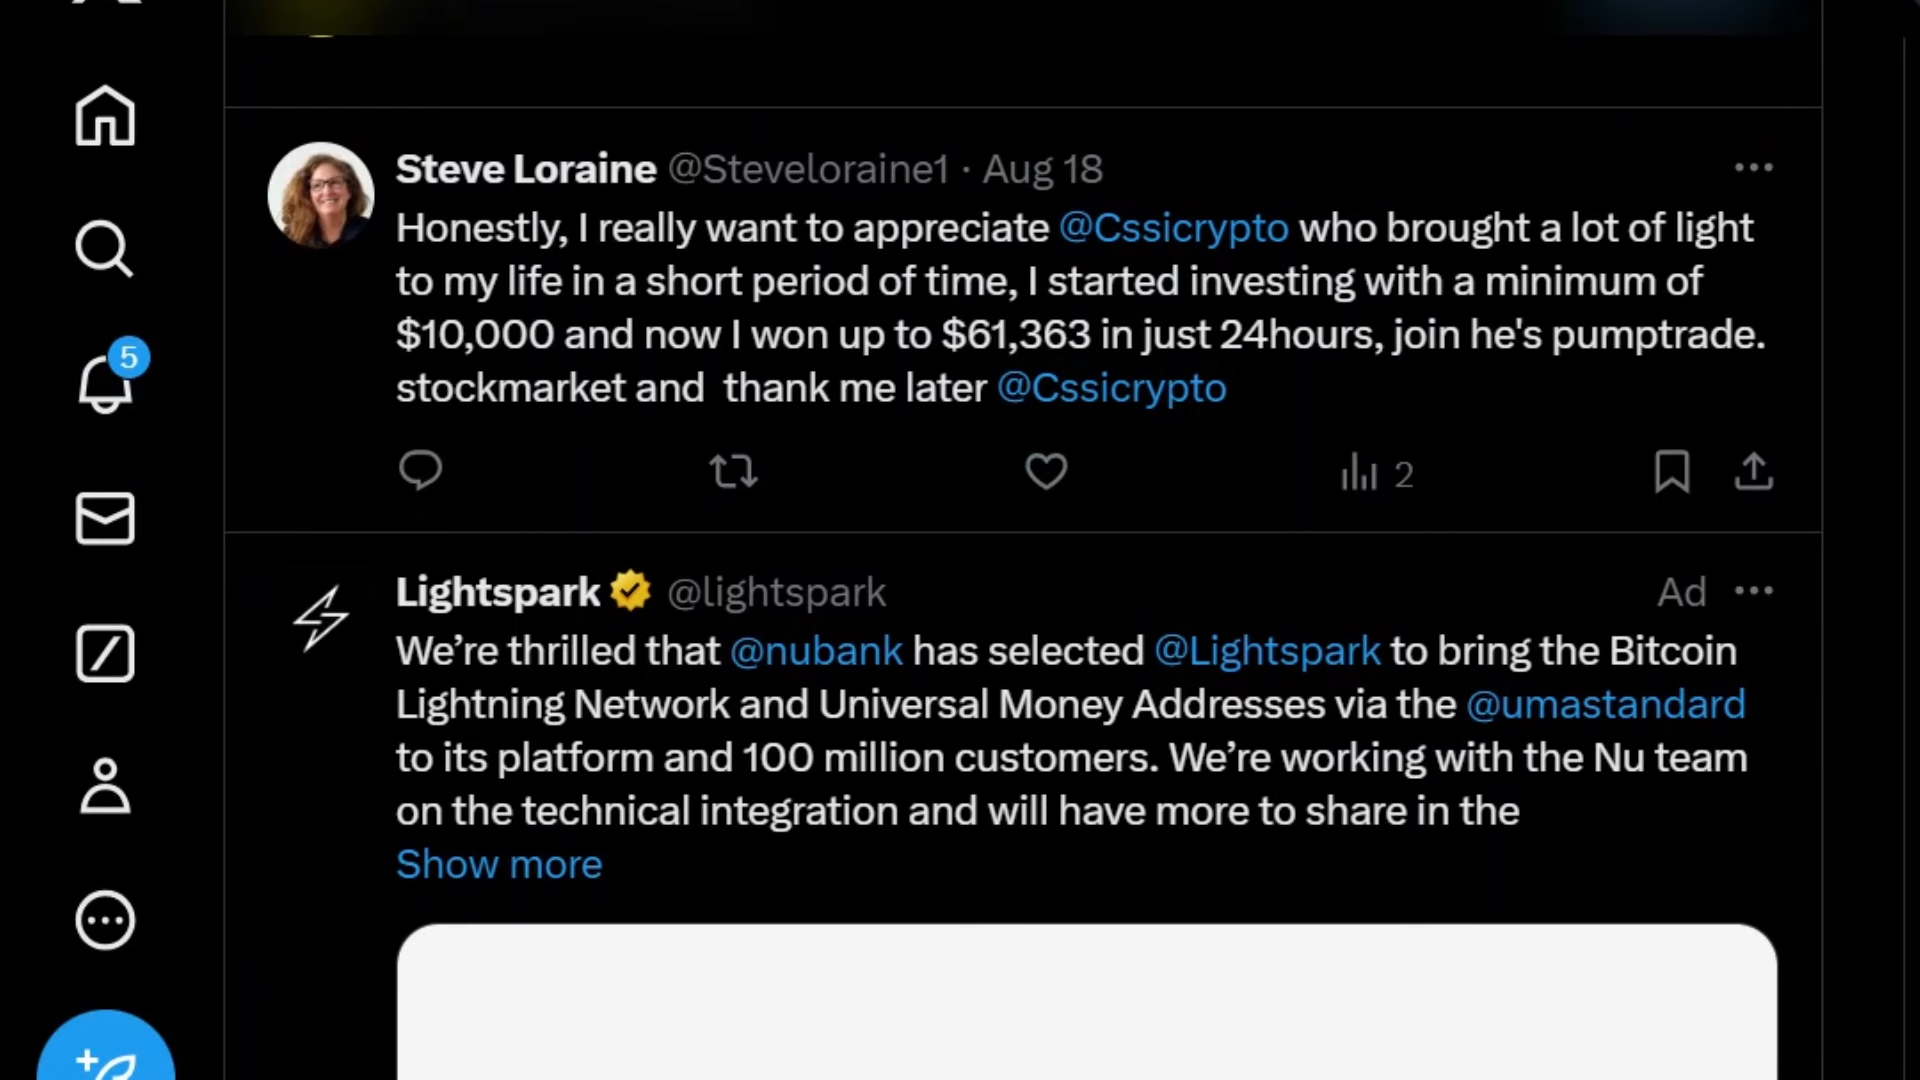 Steve Loraine @Steveloraine1 · Aug 18
Honestly, I really want to appreciate @Cssicrypto who brought a lot of light
to my life in a short period of time, I started investing with a minimum of
$10,000 and now I won up to $61,363 in just 24hours, join he's pumptrade.
stockmarket and  thank me later @Cssicrypto
2
5
Lightspark @lightspark Ad
We’re thrilled that @nubank has selected @Lightspark to bring the Bitcoin
Lightning Network and Universal Money Addresses via the @umastandard
to its platform and 100 million customers. We’re working with the Nu team
on the technical integration and will have more to share in the
Show more